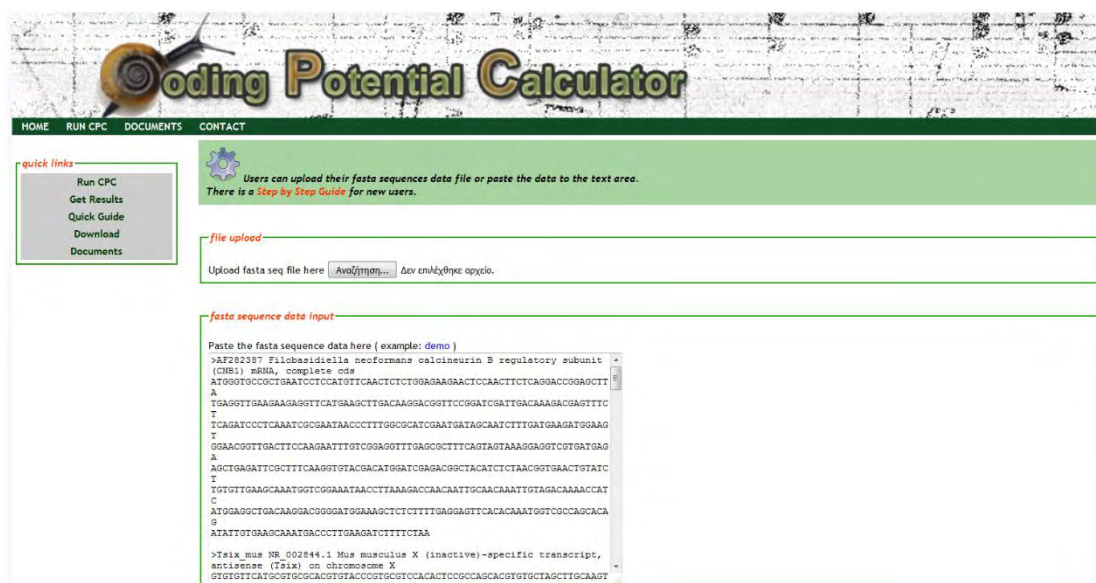 Coding Potential Calculator
HOME RUN CPC DOCUMENTS CONTACT
quick links
Run CPC
Get Results
Quick Guide
Download
Documents
Users can upload their fasta sequences data file or paste the data to the text area.
There is a Step by Step Guide for new users.
file upload
Upload fasta seq file here Αναζήτηση... Δεν επιλέχθηκε αρχείο.
fasta sequence data input
Paste the fasta sequence data here ( example: demo )
>AF282387 Filobasidiella neoformans calcineurin B regulatory subunit
(CNB1) mRNA, complete cds
ATGGGTGCCGCTGAATCCTCCATGTTCAACTCTCTGGAGAAGAACTCCAACTTCTCAGGACCGGAGCTT
A
TGAGGTTGAAGAAGAGGTTCATGAAGCTTGACAAGGACGGTTCCGGATCGATTGACAAAGACGAGTTTC
T
TCAGATCCCTCAAATCGCGAATAACCCTTTGGCGCATCGAATGATAGCAATCTTTGATGAAGATGGAAG
T
GGAACGGTTGACTTCCAAGAATTTGTCGGAGGTTTGAGCGCTTTCAGTAGTAAAGGAGGTCGTGATGAG
A
AGCTGAGATTCGCTTTCAAGGTGTACGACATGGATCGAGACGGCTACATCTCTAACGGTGAACTGTATC
T
TGTGTTGAAGCAAATGGTCGGAAATAACCTTAAAGACCAACAATTGCAACAAATTGTAGACAAAACCAT
C
ATGGAGGCTGACAAGGACGGGGATGGAAAGCTCTCTTTTGAGGAGTTCACACAAATGGTCGCCAGCACA
G
ATATTGTGAAGCAAATGACCCTTGAAGATCTTTTCTAA
>Tsix_mus NR_002844.1 Mus musculus X (inactive)-specific transcript,
antisense (Tsix) on chromosome X
GTGTGTTCATGCGTGCGCACGTGTACCCGTGCGTCCACACTCCGCCAGCACGTGTGCTAGCTTGCAAGT